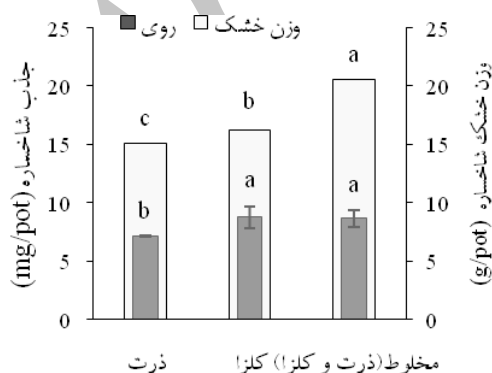 روی وزن خشک
25 25
a
20 20
c b
15 15
a a
b
10 10
5 5
0 0
جذب شاخساره (mg/pot)
وزن خشک شاخساره (g/pot)
ذرت کلزا مخلوط(ذرت و کلزا)